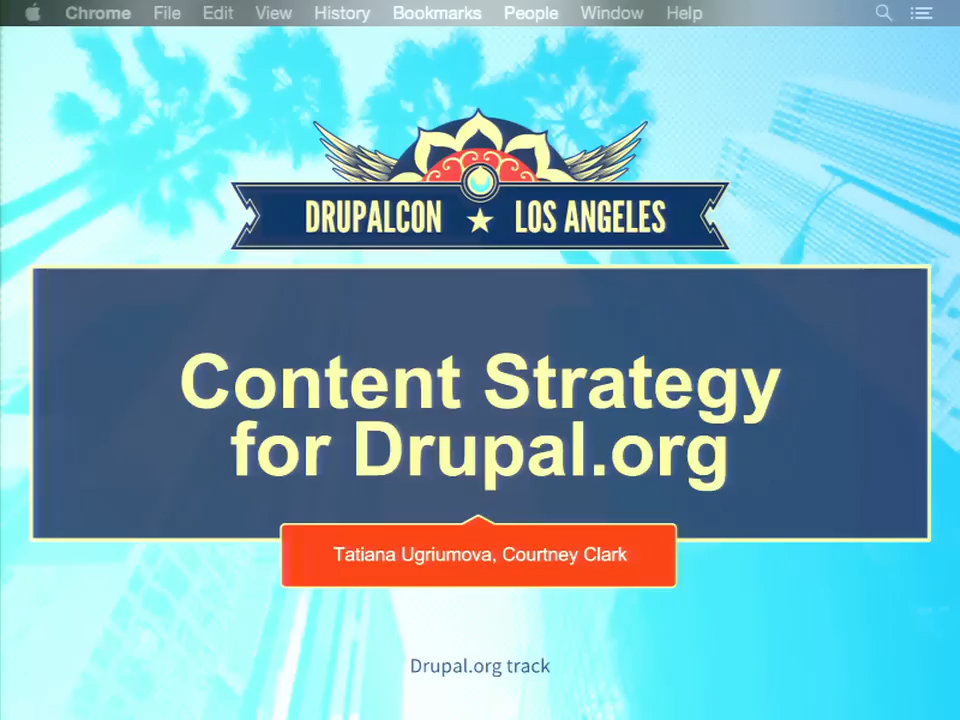 Chrome File Edit View History Bookmarks People Window Help
DRUPALCON ★ LOS ANGELES
Content Strategy
for Drupal.org
Tatiana Ugriumova, Courtney Clark
Drupal.org track